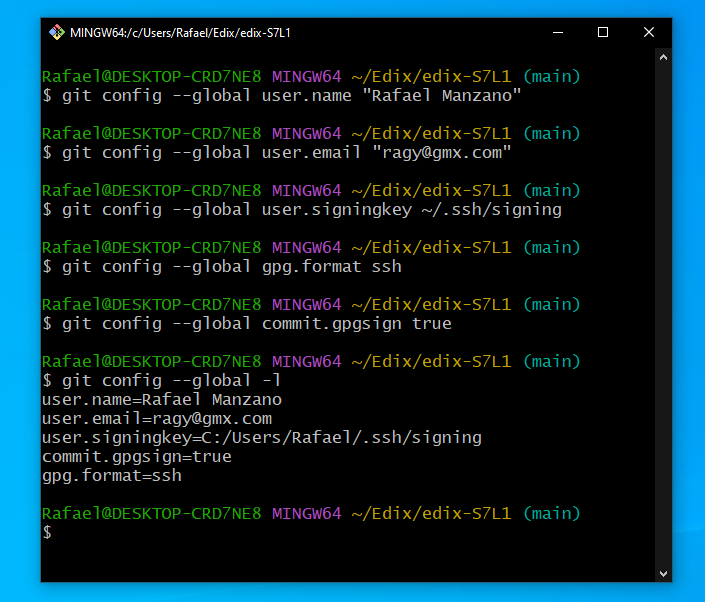 MINGW64:/c/Users/Rafael/Edix/edix-S7L1
Rafael@DESKTOP-CRD7NE8 MINGW64 ~/Edix/edix-S7L1 (main)
$ git config --global user.name "Rafael Manzano"
Rafael@DESKTOP-CRD7NE8 MINGW64 ~/Edix/edix-S7L1 (main)
$ git config --global user.email "ragy@gmx.com"
Rafael@DESKTOP-CRD7NE8 MINGW64 ~/Edix/edix-S7L1 (main)
$ git config --global user.signingkey ~/.ssh/signing
Rafael@DESKTOP-CRD7NE8 MINGW64 ~/Edix/edix-S7L1 (main)
$ git config --global gpg.format ssh
Rafael@DESKTOP-CRD7NE8 MINGW64 ~/Edix/edix-S7L1 (main)
$ git config --global commit.gpgsign true
Rafael@DESKTOP-CRD7NE8 MINGW64 ~/Edix/edix-S7L1 (main)
$ git config --global -l
user.name=Rafael Manzano
user.email=ragy@gmx.com
user.signingkey=C:/Users/Rafael/.ssh/signing
commit.gpgsign=true
gpg.format=ssh
Rafael@DESKTOP-CRD7NE8 MINGW64 ~/Edix/edix-S7L1 (main)
$